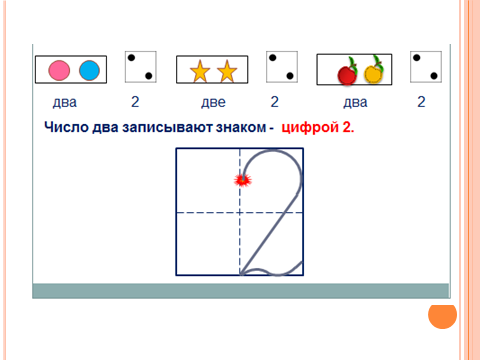 два 2 две 2 два 2
Число два записывают знаком - цифрой 2.